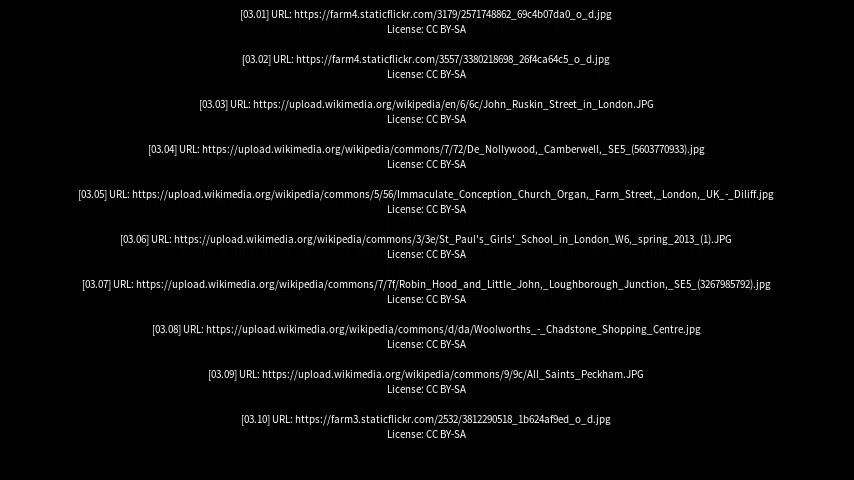 [03.01] URL: https://farm4.staticflickr.com/3179/2571748862_69c4b07da0_o_d.jpg
License: CC BY-SA
[03.02] URL: https://farm4.staticflickr.com/3557/3380218698_26f4ca64c5_o_d.jpg
License: CC BY-SA
[03.03] URL: https://upload.wikimedia.org/wikipedia/en/6/6c/John_Ruskin_Street_in_London.JPG
License: CC BY-SA
[03.04] URL: https://upload.wikimedia.org/wikipedia/commons/7/72/De_Nollywood,_Camberwell,_SE5_(5603770933).jpg
License: CC BY-SA
[03.05] URL: https://upload.wikimedia.org/wikipedia/commons/5/56/Immaculate_Conception_Church_Organ,_Farm_Street,_London,_UK_-_Diliff.jpg
License: CC BY-SA
[03.06] URL: https://upload.wikimedia.org/wikipedia/commons/3/3e/St_Paul's_Girls'_School_in_London_W6,_spring_2013_(1).JPG
License: CC BY-SA
[03.07] URL: https://upload.wikimedia.org/wikipedia/commons/7/7f/Robin_Hood_and_Little_John,_Loughborough_Junction,_SE5_(3267985792).jpg
License: CC BY-SA
[03.08] URL: https://upload.wikimedia.org/wikipedia/commons/d/da/Woolworths_-_Chadstone_Shopping_Centre.jpg
License: CC BY-SA
[03.09] URL: https://upload.wikimedia.org/wikipedia/commons/9/9c/All_Saints_Peckham.JPG
License: CC BY-SA
[03.10] URL: https://farm3.staticflickr.com/2532/3812290518_1b624af9ed_o_d.jpg
License: CC BY-SA